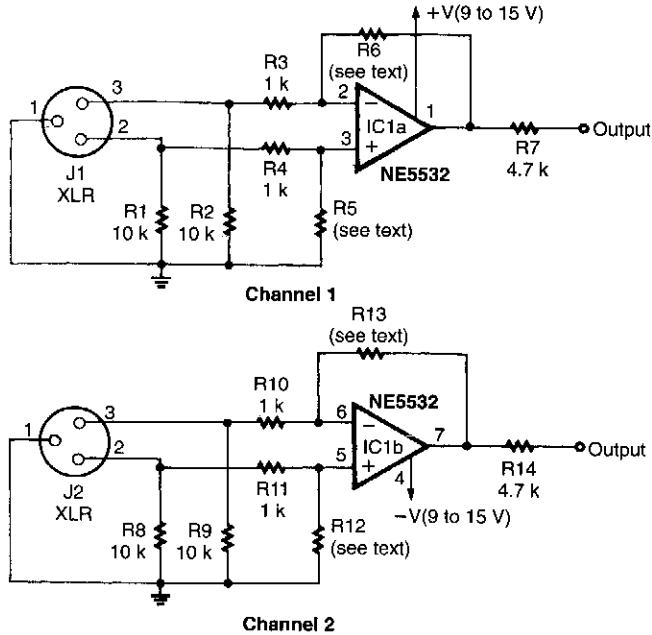 +V(9 to 15 V)
R6
(see text)
R3
1 k
3
2
1
1
IC1a
−
+
2
3
R4
1 k
NE5532
R7
4.7 k
Output
J1
XLR
R1
10 k
R2
10 k
R5
(see text)
Channel 1
R13
(see text)
R10
1 k
NE5532
3
6
7
1
IC1b
−
+
2
5
4
R11
1 k
R14
4.7 k
Output
J2
XLR
−V(9 to 15 V)
R8
10 k
R9
10 k
R12
(see text)
Channel 2